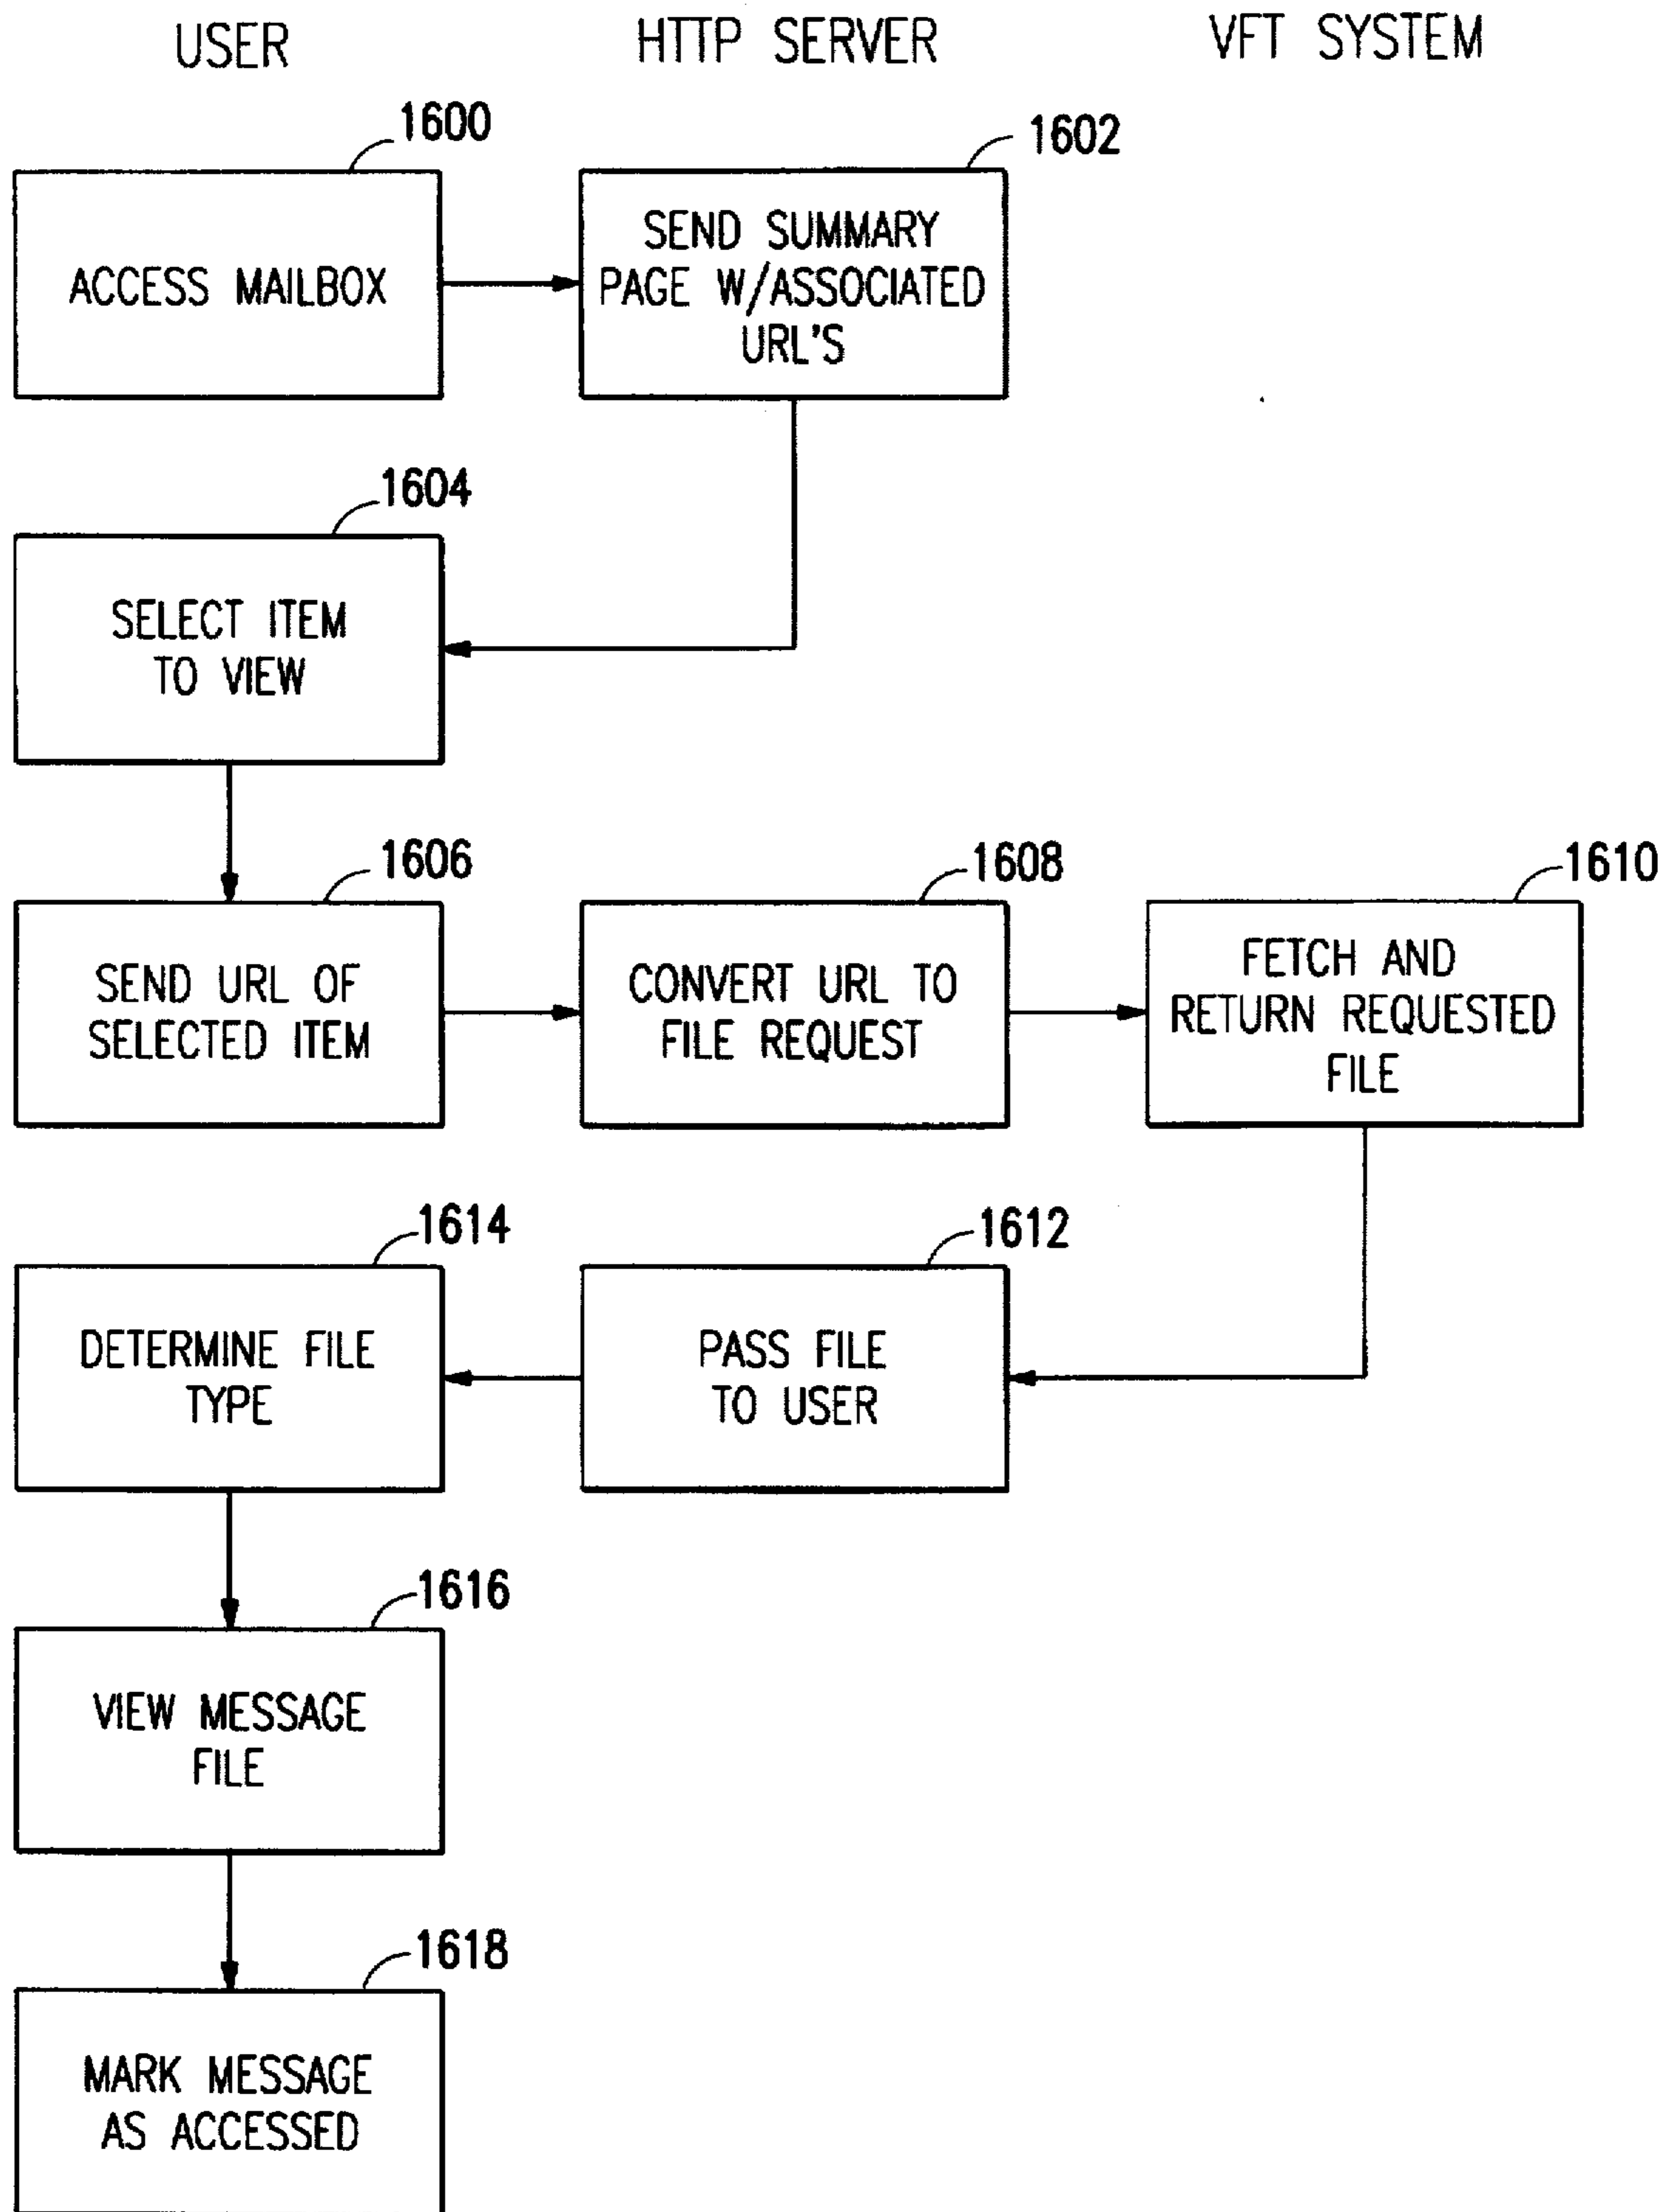 USER
HTTP SERVER
VFT SYSTEM
1600
1602
ACCESS MAILBOX
SEND SUMMARY
PAGE W/ASSOCIATED
URL'S
1604
SELECT ITEM
TO VIEW
1606
1608
1610
SEND URL OF
SELECTED ITEM
CONVERT URL TO
FILE REQUEST
FETCH AND
RETURN REQUESTED
FILE
1614
1612
DETERMINE FILE
TYPE
PASS FILE
TO USER
1616
VIEW MESSAGE
FILE
1618
MARK MESSAGE
AS ACCESSED